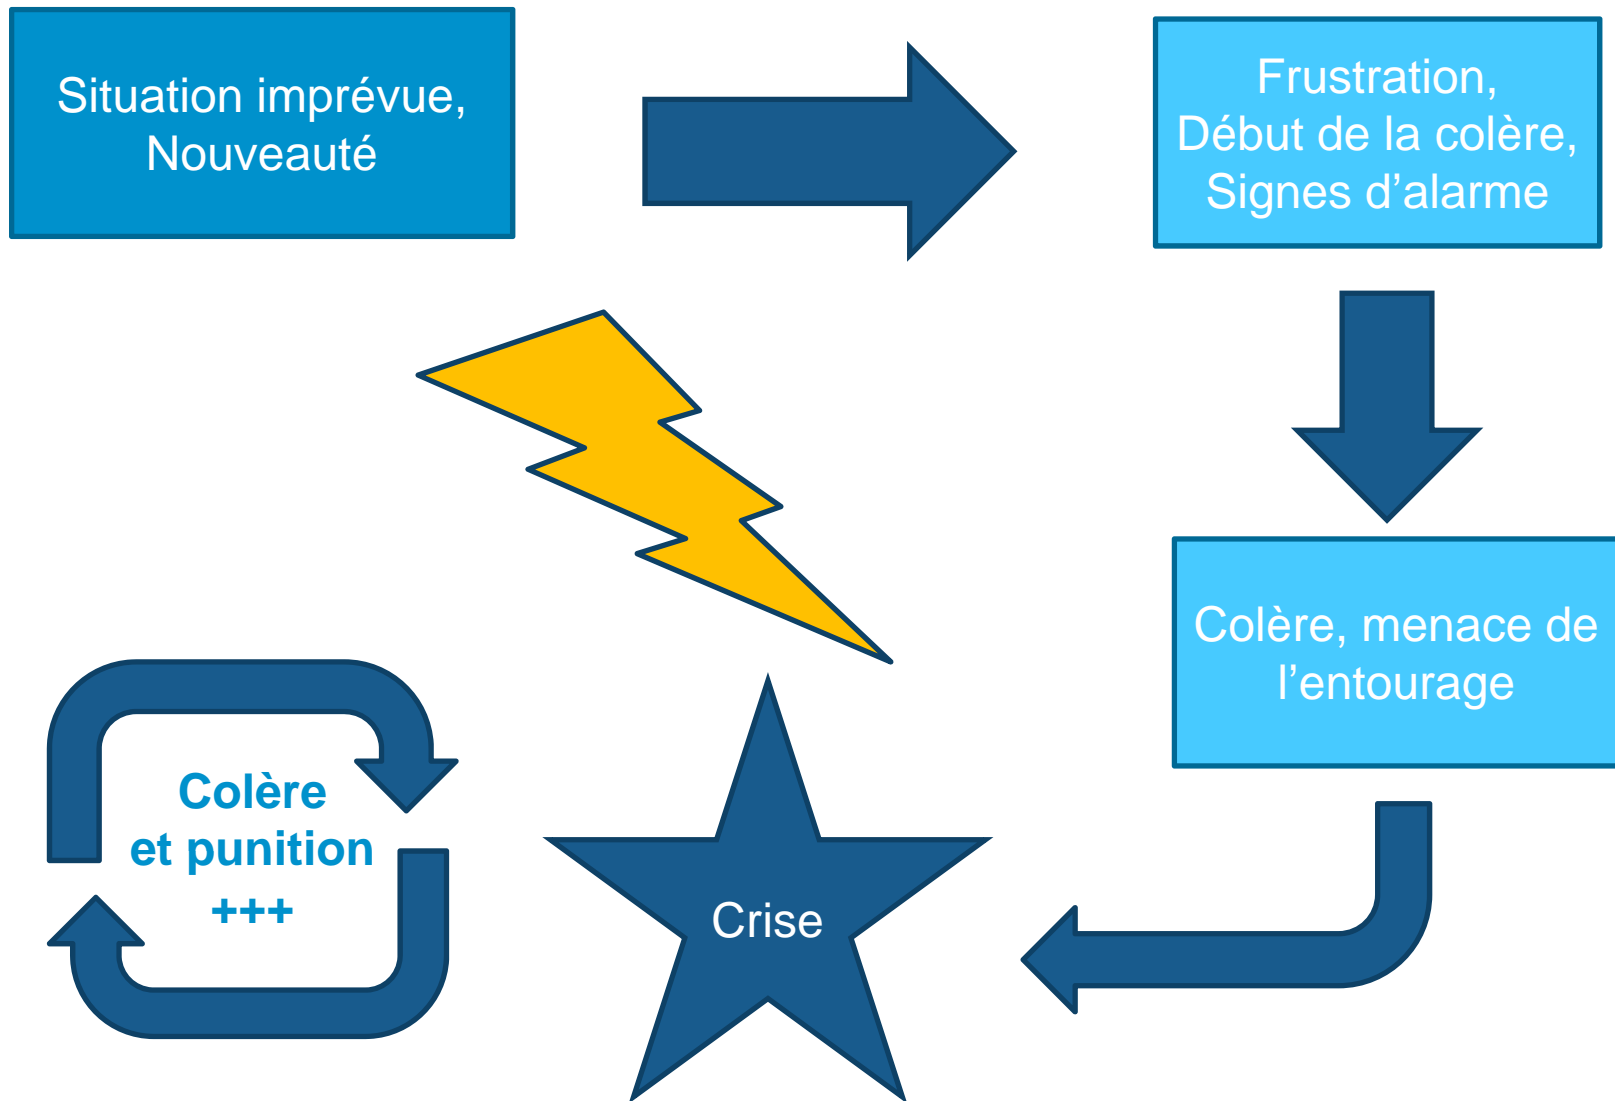 Situation imprévue,
Nouveauté
Frustration,
Début de la colère,
Signes d’alarme
Colère, menace de
l’entourage
Colère
et punition
+++
Crise